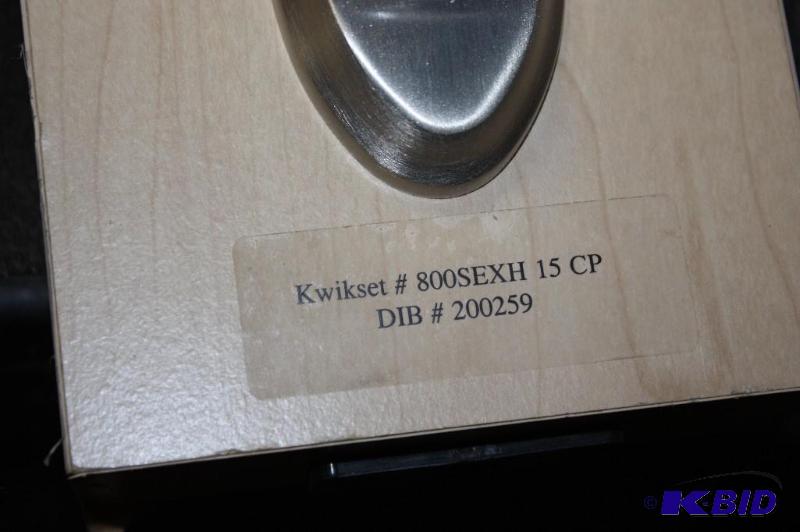 Kwikset # 800SEXH 15 CP
DIB # 200259
© K-BID